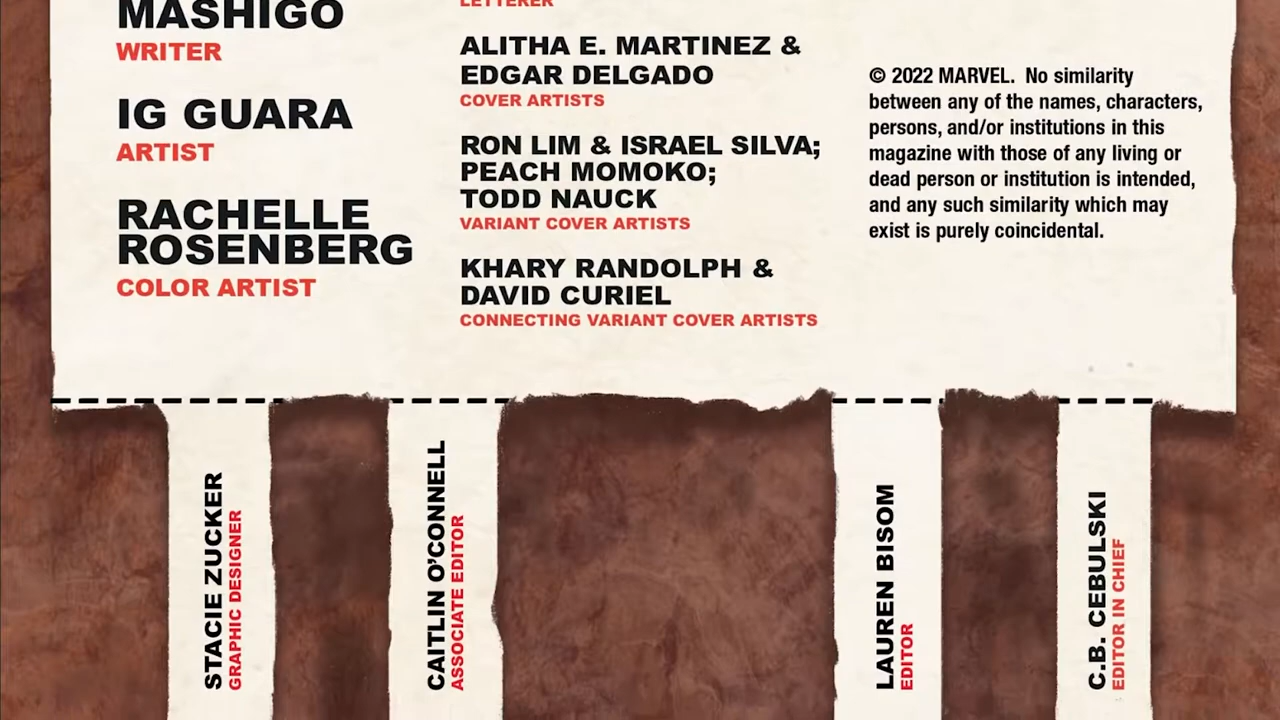 MASHIGO
WRITER
IG GUARA
ARTIST
RACHELLE
ROSENBERG
COLOR ARTIST
LETTERER
ALITHA E. MARTINEZ &
EDGAR DELGADO
COVER ARTISTS
RON LIM & ISRAEL SILVA;
PEACH MOMOKO;
TODD NAUCK
VARIANT COVER ARTISTS
KHARY RANDOLPH &
DAVID CURIEL
CONNECTING VARIANT COVER ARTISTS
© 2022 MARVEL. No similarity
between any of the names, characters,
persons, and/or institutions in this
magazine with those of any living or
dead person or institution is intended,
and any such similarity which may
exist is purely coincidental.
STACIE ZUCKER
GRAPHIC DESIGNER
CAITLIN O'CONNELL
ASSOCIATE EDITOR
LAUREN BISOM
EDITOR
C.B. CEBULSKI
EDITOR IN CHIEF